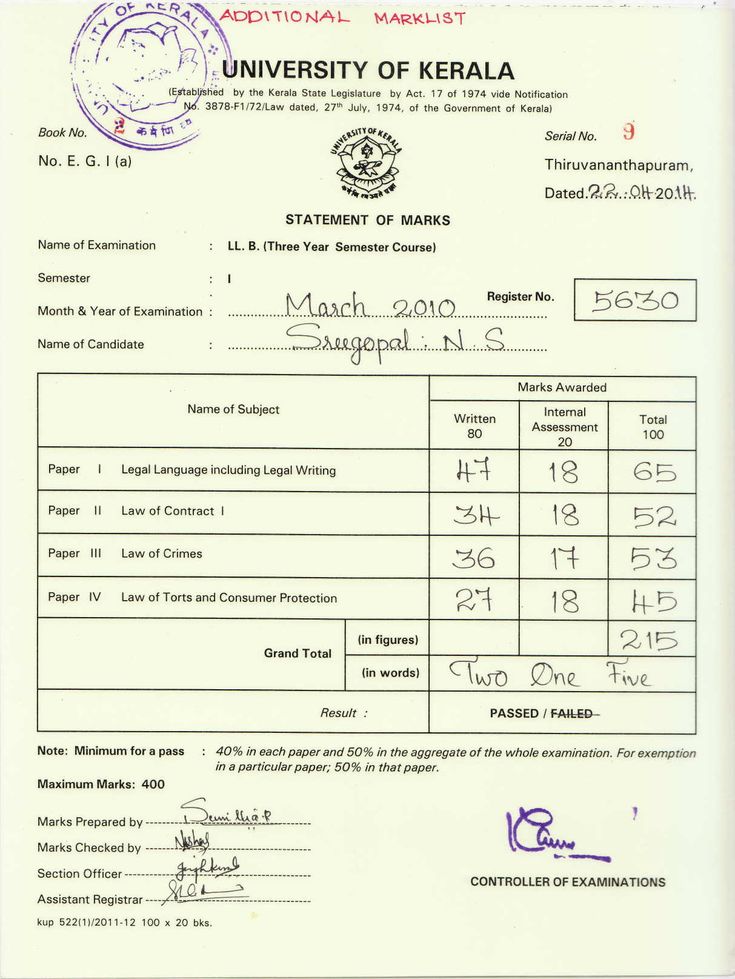 ADDITIONAL MARKLIST
UNIVERSITY OF KERALA
(Established by the Kerala State Legislature by Act. 17 of 1974 vide Notification
No. 3878-F1/72/Law dated, 27th July, 1974, of the Government of Kerala)
Book No. 2
Serial No. 9
No. E. G. I (a)
UNIVERSITY OF KERALA
Thiruvananthapuram,
Dated 22.04.2014.
STATEMENT OF MARKS
Name of Examination : LL. B. (Three Year Semester Course)
Semester : I
Month & Year of Examination : March 2010 Register No. 5630
Name of Candidate : Sreegopal. N. S
Name of Subject
Marks Awarded
Written 80
Internal Assessment 20
Total 100
Paper I Legal Language including Legal Writing 47 18 65
Paper II Law of Contract I 34 18 52
Paper III Law of Crimes 36 17 53
Paper IV Law of Torts and Consumer Protection 27 18 45
Grand Total (in figures) 215
(in words) Two One Five
Result : PASSED / FAILED
Note: Minimum for a pass : 40% in each paper and 50% in the aggregate of the whole examination. For exemption
in a particular paper; 50% in that paper.
Maximum Marks: 400
Marks Prepared by
Marks Checked by
Section Officer
Assistant Registrar
CONTROLLER OF EXAMINATIONS
kup 522(1)/2011-12 100 x 20 bks.